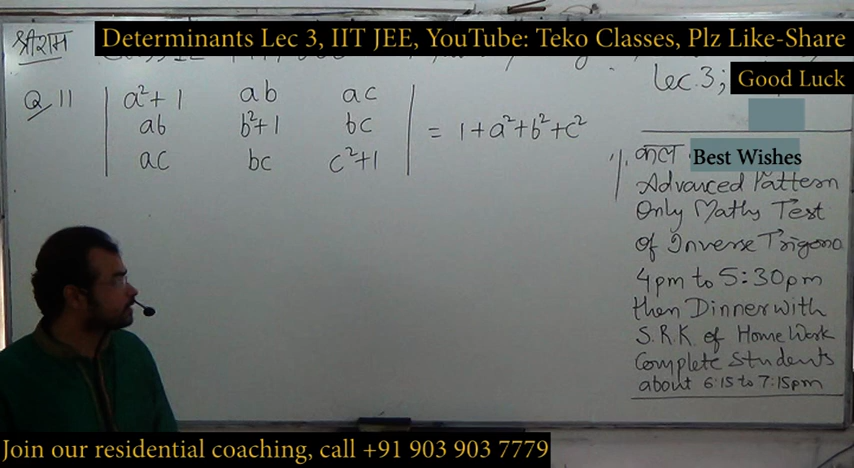 श्रीराम
Determinants Lec 3, IIT JEE, YouTube: Teko Classes, Plz Like-Share
lec.3;
Good Luck
Q. 11
| a²+1 ab ac |
| ab b²+1 bc | = 1+a²+b²+c²
| ac bc c²+1 |
कल
Best Wishes
Advanced Pattern
Only Maths Test
of Inverse Trigono
4pm to 5:30pm
then Dinner with
S.R.K. of Home Work
Complete Students
about 6:15 to 7:15pm
Join our residential coaching, call +91 903 903 7779